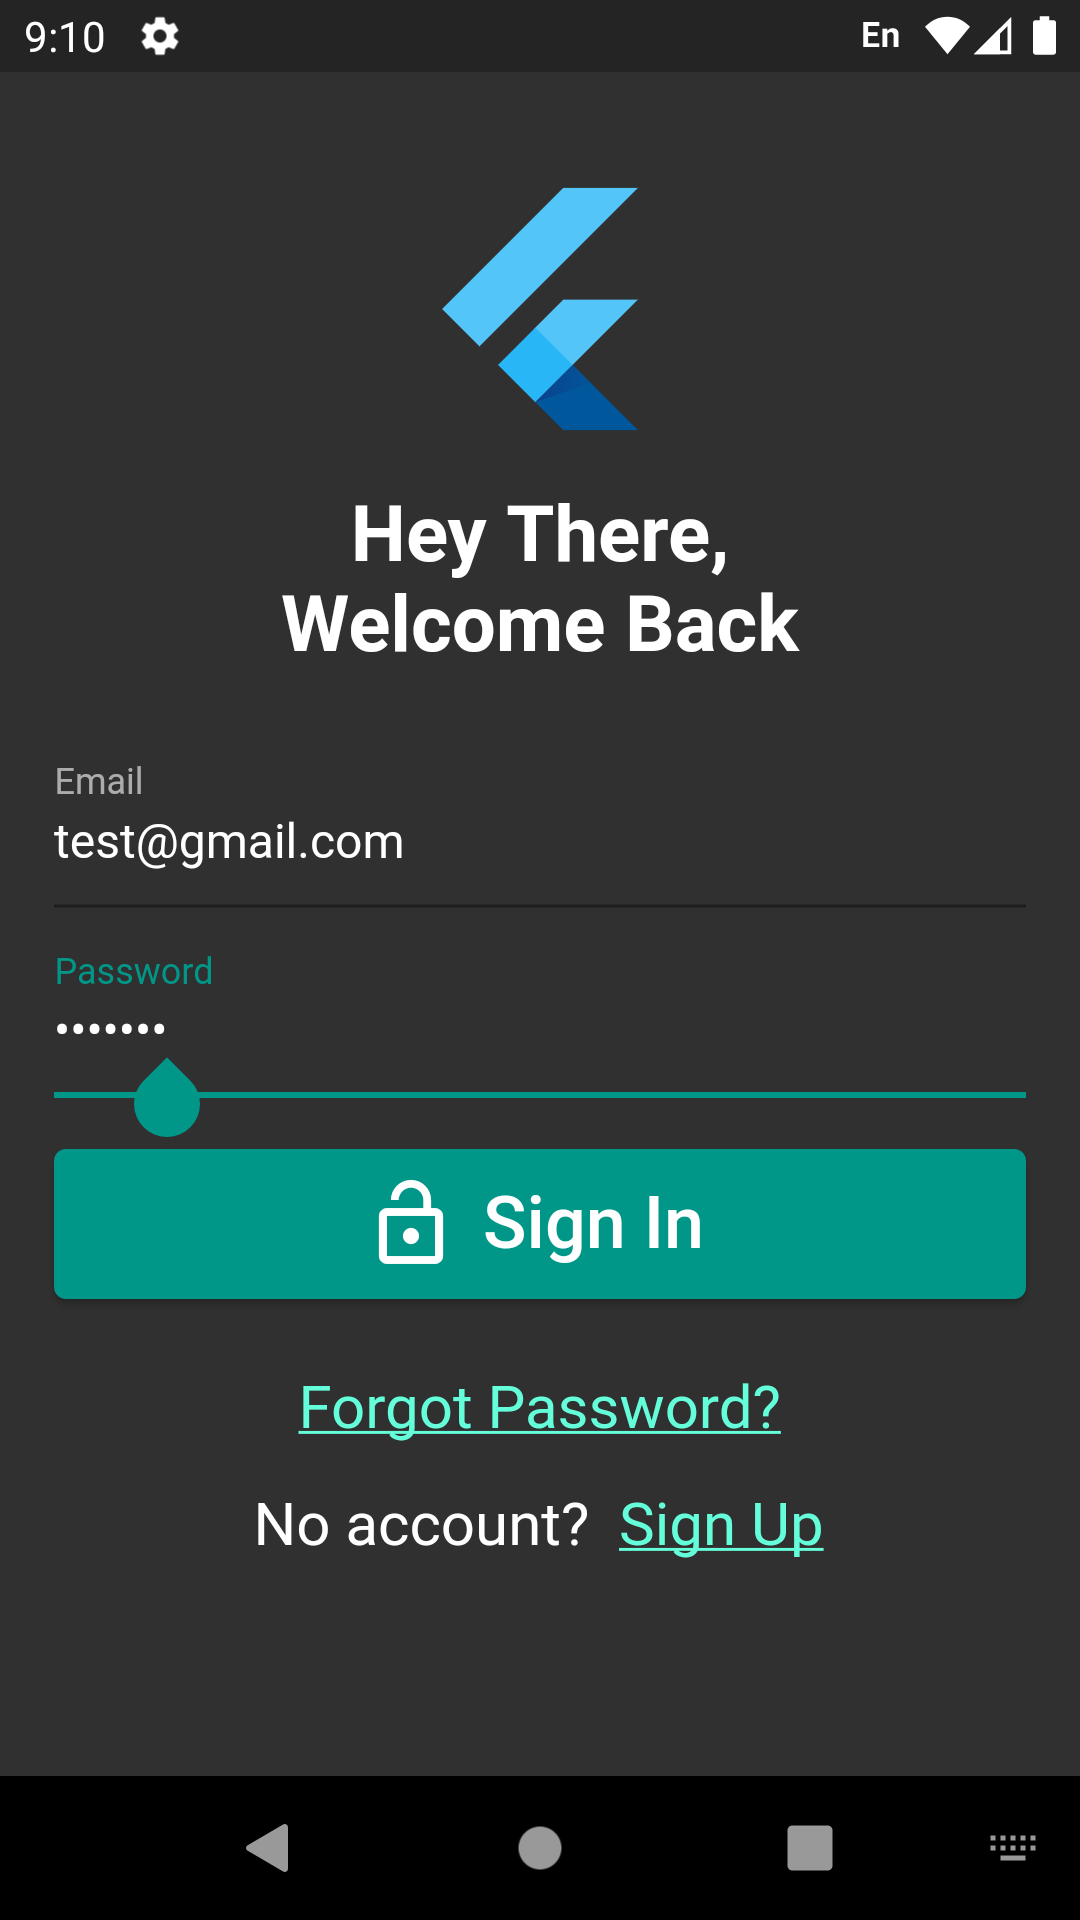 9:10 En
Hey There,
Welcome Back
Email
test@gmail.com
Password
•••••••
Sign In
Forgot Password?
No account? Sign Up